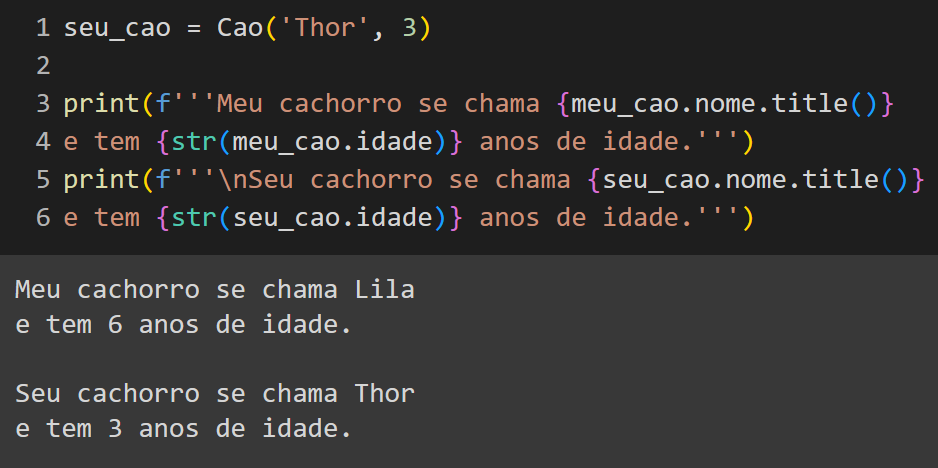 1 seu_cao = Cao('Thor', 3)
2
3 print(f'''Meu cachorro se chama {meu_cao.nome.title()}
4 e tem {str(meu_cao.idade)} anos de idade.''')
5 print(f'''\nSeu cachorro se chama {seu_cao.nome.title()}
6 e tem {str(seu_cao.idade)} anos de idade.''')
Meu cachorro se chama Lila
e tem 6 anos de idade.
Seu cachorro se chama Thor
e tem 3 anos de idade.